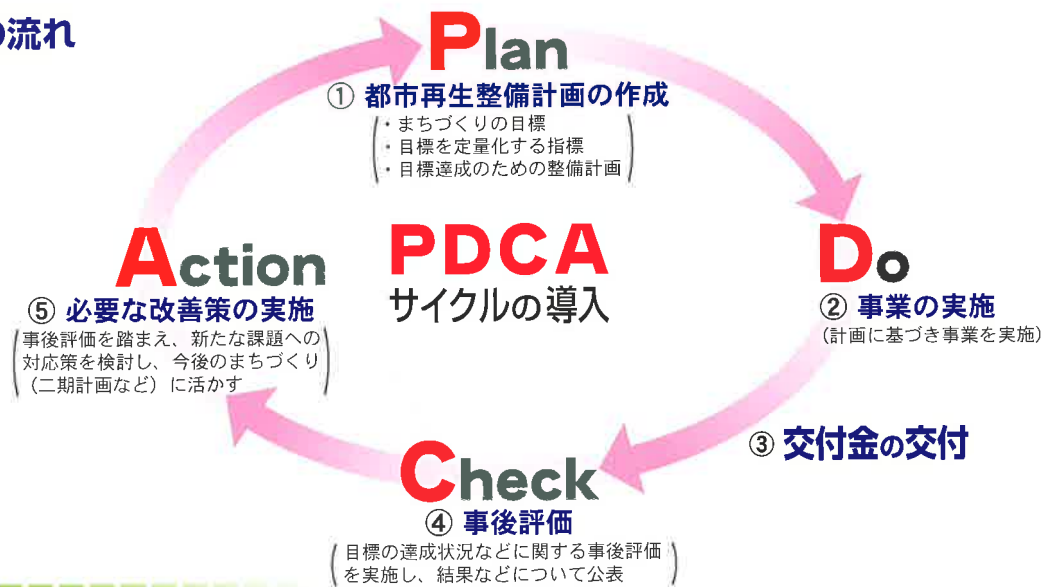 流れ
Plan
① 都市再生整備計画の作成
・まちづくりの目標
・目標を定量化する指標
・目標達成のための整備計画
PDCA
サイクルの導入
Do
② 事業の実施
(計画に基づき事業を実施)
③ 交付金の交付
Check
④ 事後評価
(目標の達成状況などに関する事後評価
を実施し、結果などについて公表)
Action
⑤ 必要な改善策の実施
(事後評価を踏まえ、新たな課題への
対応策を検討し、今後のまちづくり
(二期計画など)に活かす)